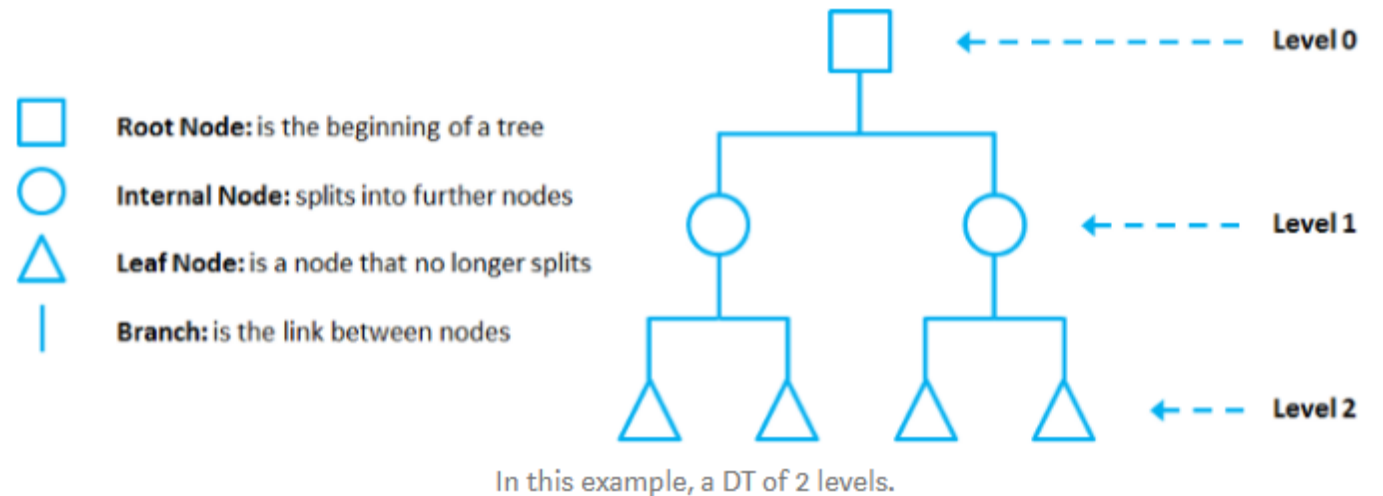 Level 0
Root Node: is the beginning of a tree
Internal Node: splits into further nodes
Level 1
Leaf Node: is a node that no longer splits
Branch: is the link between nodes
Level 2
In this example, a DT of 2 levels.